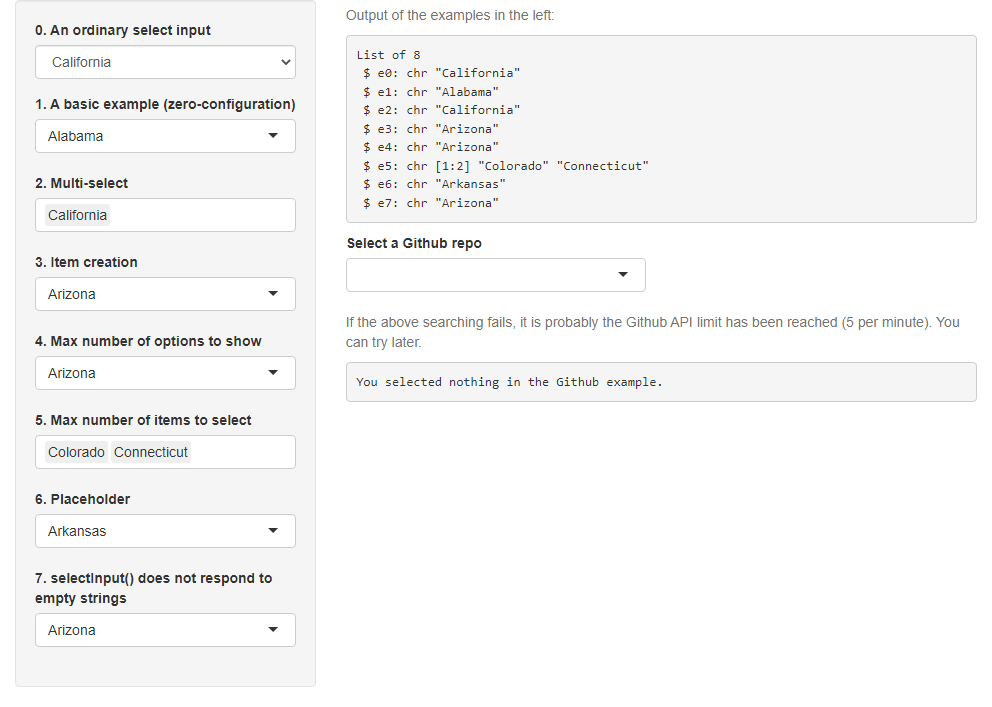 0. An ordinary select input
California
1. A basic example (zero-configuration)
Alabama
2. Multi-select
California
3. Item creation
Arizona
4. Max number of options to show
Arizona
5. Max number of items to select
Colorado Connecticut
6. Placeholder
Arkansas
7. selectInput() does not respond to
empty strings
Arizona
Output of the examples in the left:
List of 8
 $ e0: chr "California"
 $ e1: chr "Alabama"
 $ e2: chr "California"
 $ e3: chr "Arizona"
 $ e4: chr "Arizona"
 $ e5: chr [1:2] "Colorado" "Connecticut"
 $ e6: chr "Arkansas"
 $ e7: chr "Arizona"
Select a Github repo
If the above searching fails, it is probably the Github API limit has been reached (5 per minute). You
can try later.
You selected nothing in the Github example.